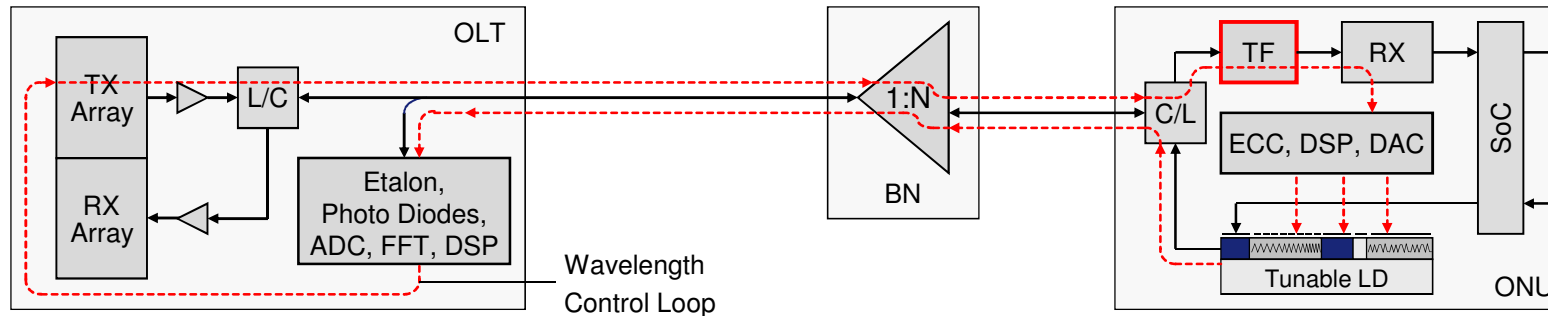 OLT
TX
Array
L/C
RX
Array
Etalon,
Photo Diodes,
ADC, FFT, DSP
Wavelength
Control Loop
1:N
BN
TF
RX
C/L
ECC, DSP, DAC
SoC
Tunable LD
ONU